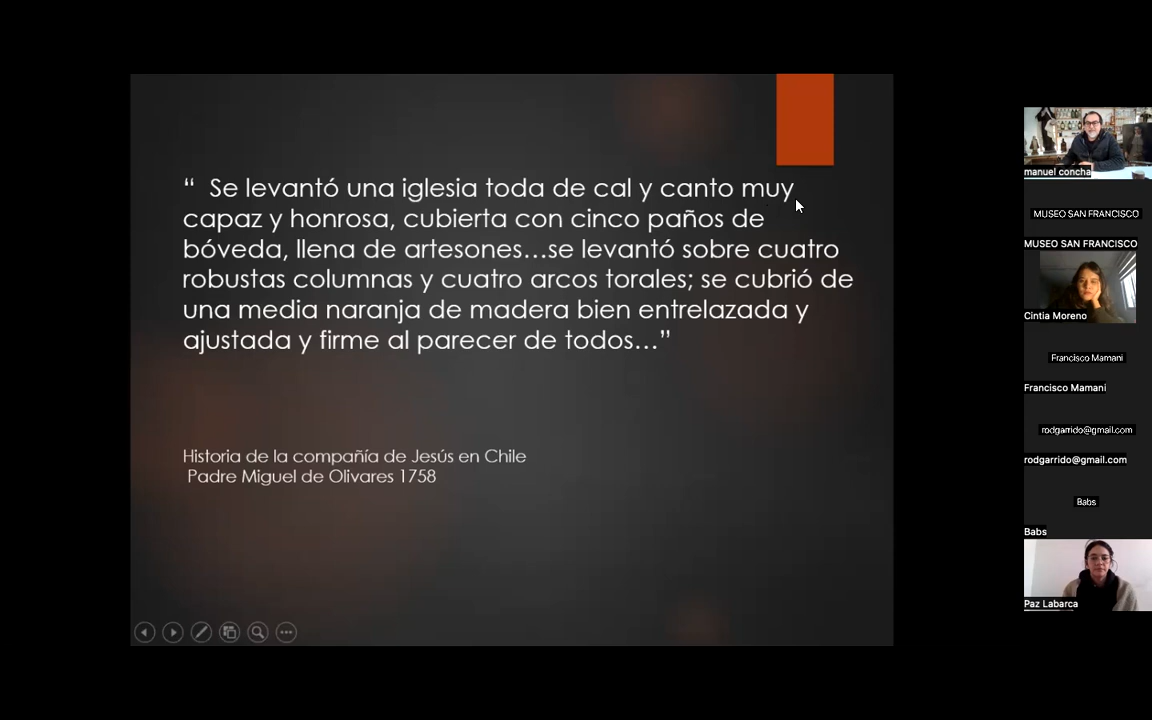 “  Se levantó una iglesia toda de cal y canto muy
capaz y honrosa, cubierta con cinco paños de
bóveda, llena de artesones…se levantó sobre cuatro
robustas columnas y cuatro arcos torales; se cubrió de
una media naranja de madera bien entrelazada y
ajustada y firme al parecer de todos…”
Historia de la compañía de Jesús en Chile
Padre Miguel de Olivares 1758
manuel concha
MUSEO SAN FRANCISCO
MUSEO SAN FRANCISCO
Cintia Moreno
Francisco Mamani
Francisco Mamani
rodgarrido@gmail.com
rodgarrido@gmail.com
Babs
Babs
Paz Labarca